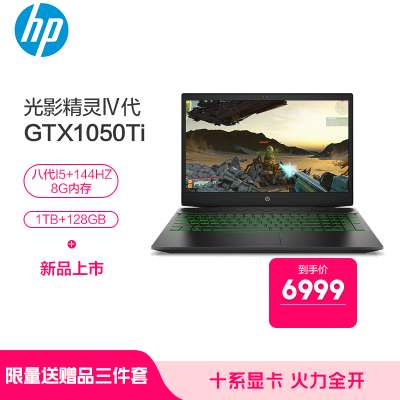 hp
光影精灵Ⅳ代
GTX1050Ti
八代I5+144HZ
8G内存
1TB+128GB
+
新品上市
到手价
6999
限量送赠品三件套
十系显卡 火力全开